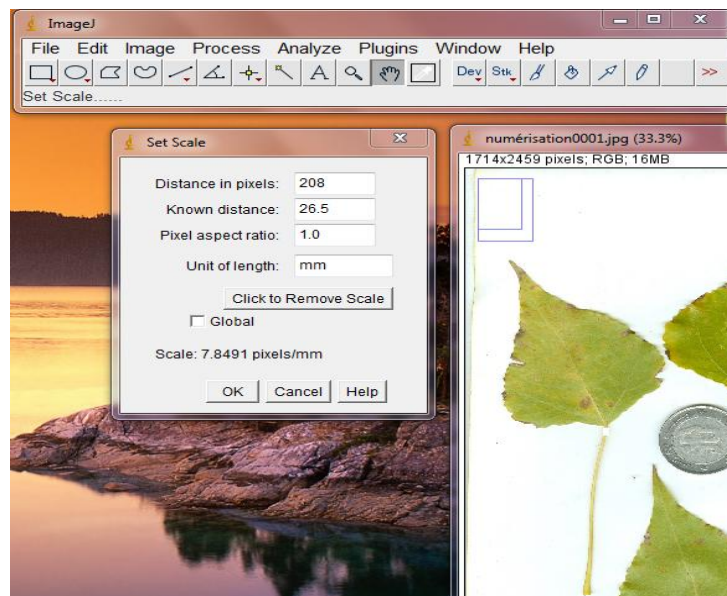 ImageJ
File Edit Image Process Analyze Plugins Window Help
A Dev Stk >>
Set Scale......
Set Scale
Distance in pixels: 208
Known distance: 26.5
Pixel aspect ratio: 1.0
Unit of length: mm
Click to Remove Scale
Global
Scale: 7.8491 pixels/mm
OK Cancel Help
numérisation0001.jpg (33.3%)
1714x2459 pixels; RGB; 16MB